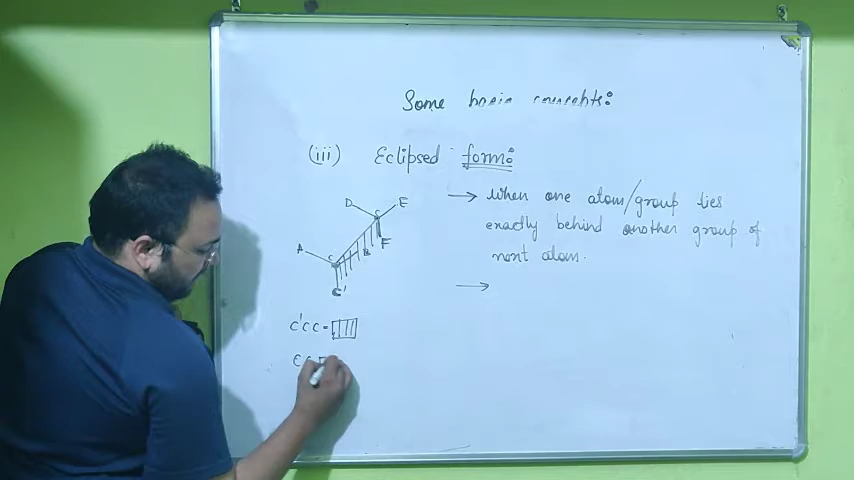 Some basic concepts:
(iii) Eclipsed form:
D E
A C C B F
C'
→ When one atom/group lies
exactly behind another group of
next atom.
→
C'CC =
CCF